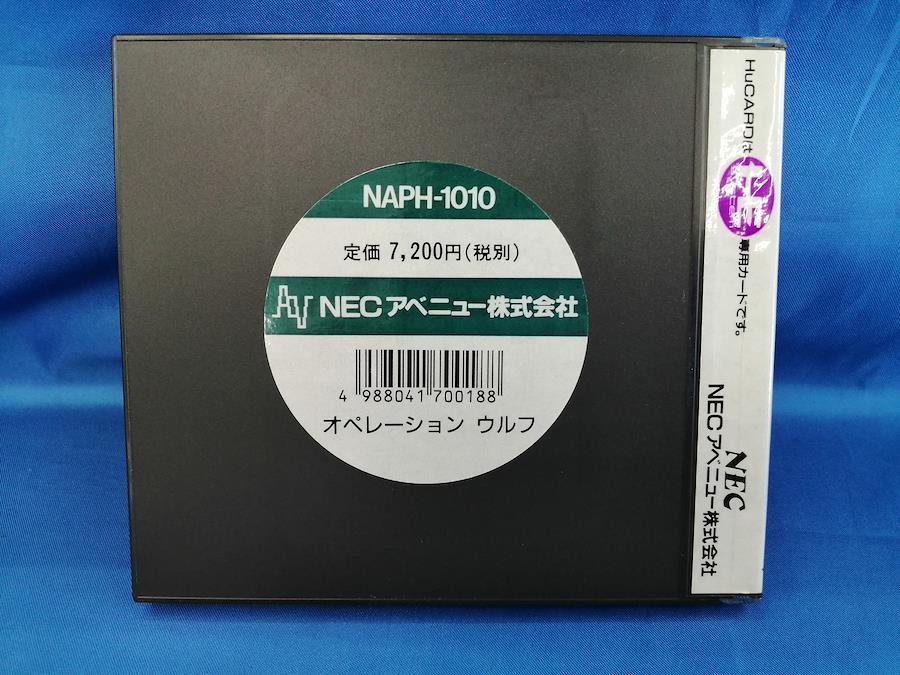 NAPH-1010
定価 7,200円(税別)
NECアベニュー株式会社
4 988041 700188
オペレーション ウルフ
HuCARDは
専用カードです。
NEC
NECアベニュー株式会社